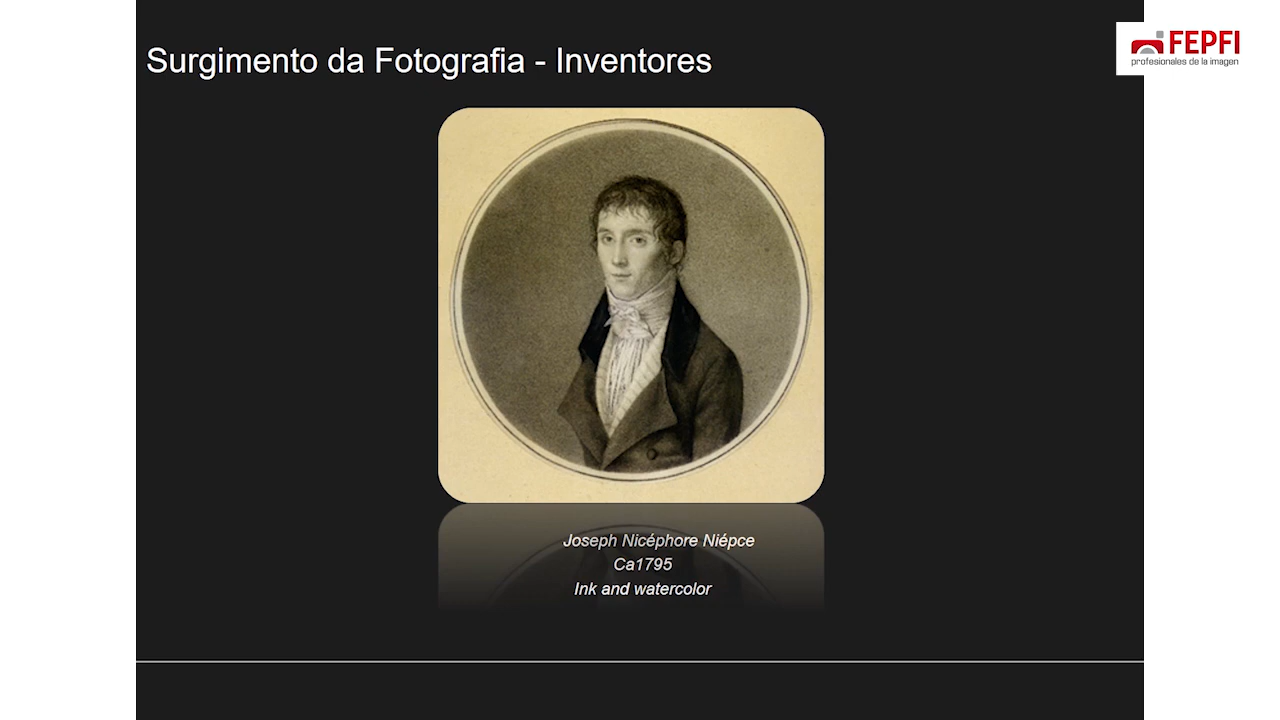 Surgimento da Fotografia - Inventores
FEPFI
profesionales de la imagen
Joseph Nicéphore Niépce
Ca1795
Ink and watercolor